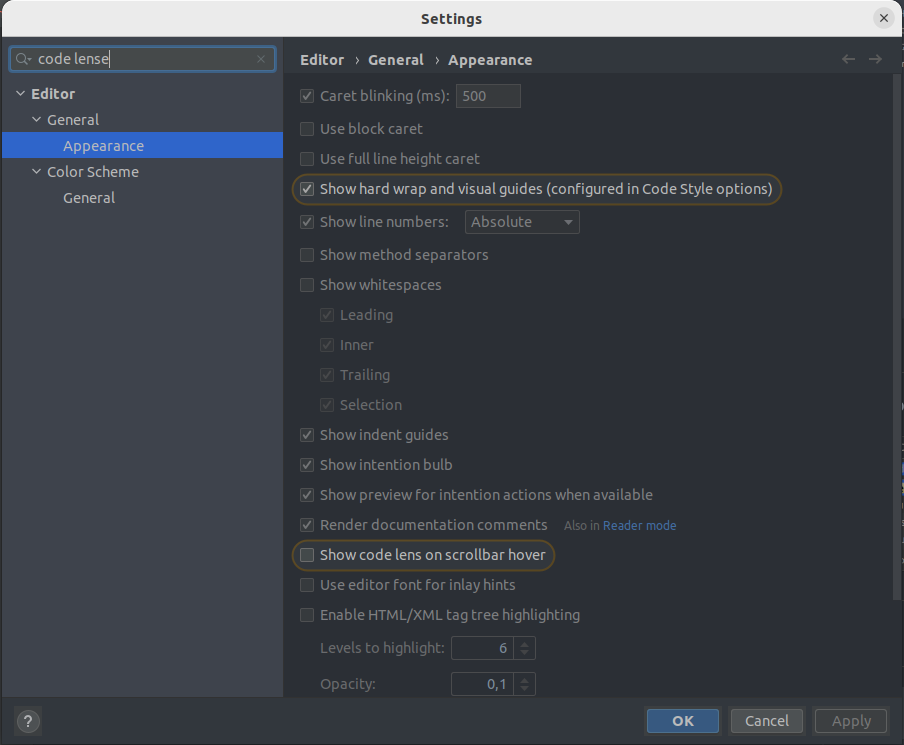 Settings
code lense
Editor › General › Appearance
Editor
General
Appearance
Color Scheme
General
Caret blinking (ms): 500
Use block caret
Use full line height caret
Show hard wrap and visual guides (configured in Code Style options)
Show line numbers: Absolute
Show method separators
Show whitespaces
Leading
Inner
Trailing
Selection
Show indent guides
Show intention bulb
Show preview for intention actions when available
Render documentation comments Also in Reader mode
Show code lens on scrollbar hover
Use editor font for inlay hints
Enable HTML/XML tag tree highlighting
Levels to highlight: 6
Opacity: 0,1
? OK Cancel Apply